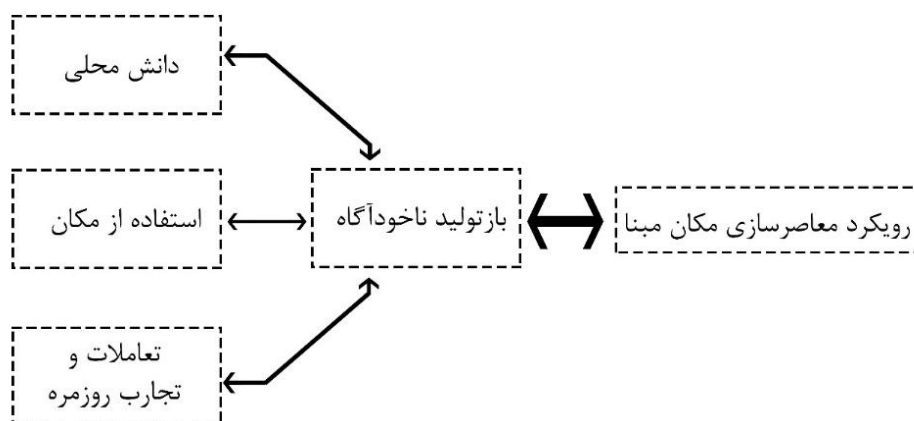 دانش محلی
رویکرد معاصرسازی مکان مبنا
بازتولید ناخودآگاه
استفاده از مکان
تعاملات و
تجارب روزمره